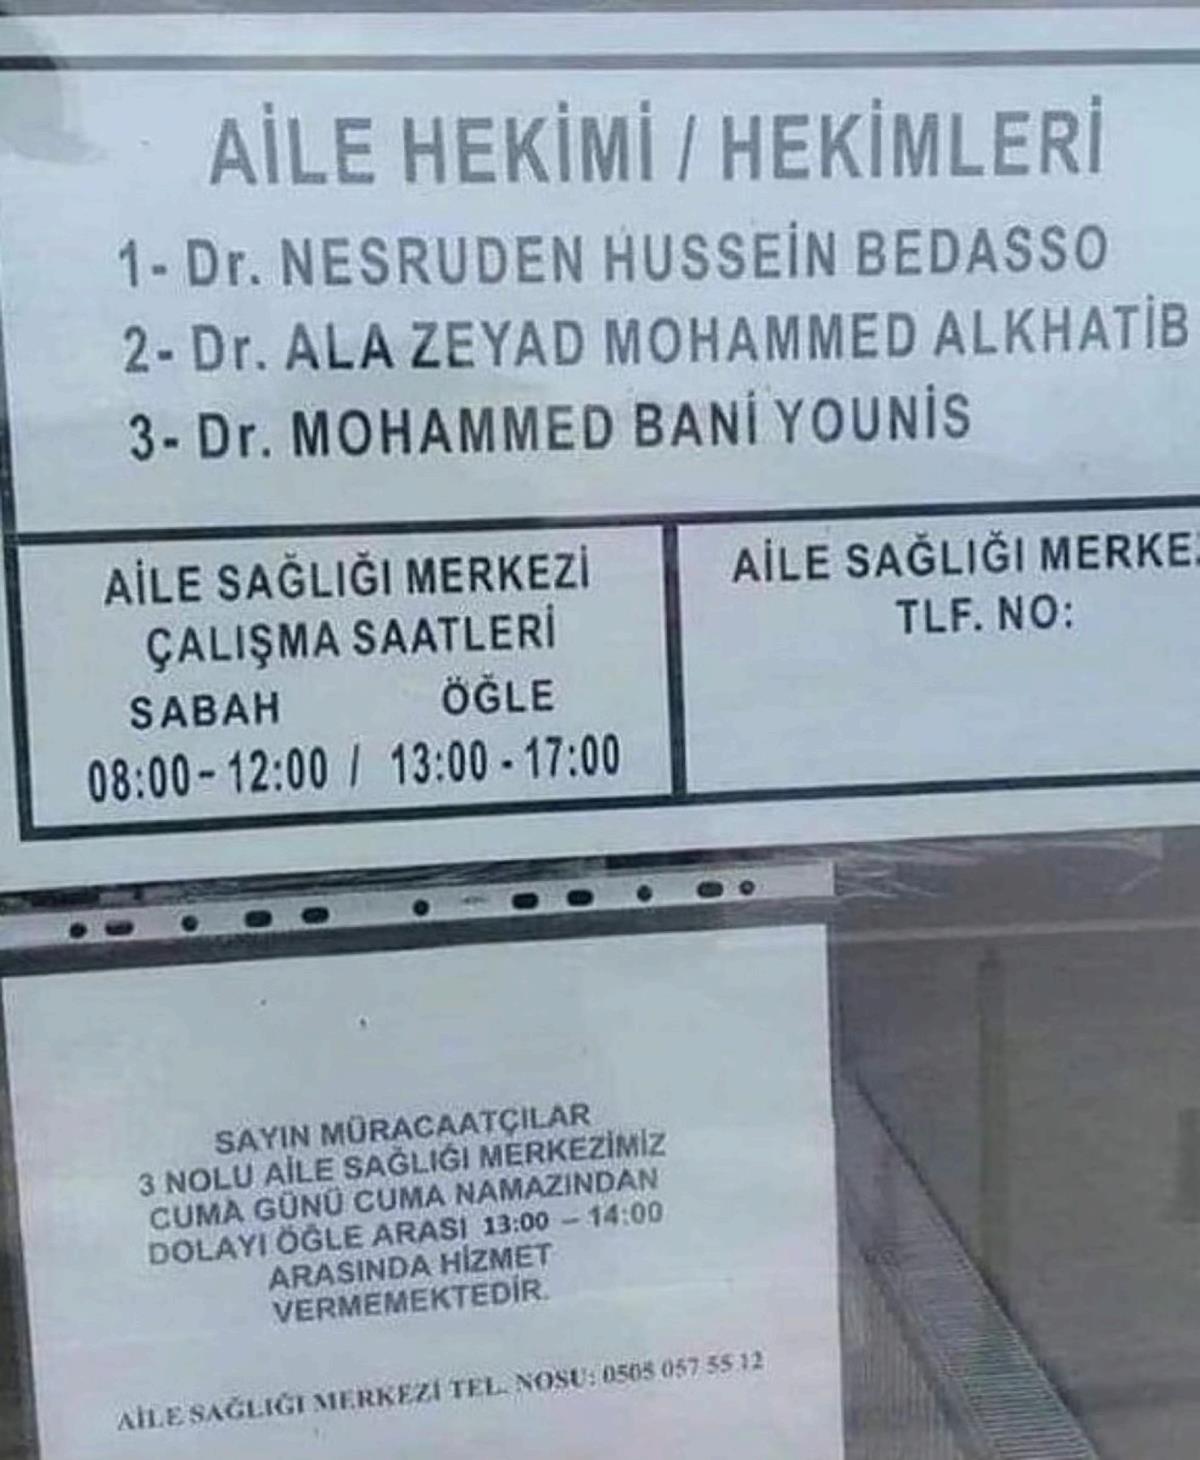 AİLE HEKİMİ / HEKİMLERİ
1- Dr. NESRUDEN HUSSEİN BEDASSO
2- Dr. ALA ZEYAD MOHAMMED ALKHATİB
3- Dr. MOHAMMED BANİ YOUNİS
AİLE SAĞLIĞI MERKEZİ
ÇALIŞMA SAATLERİ
SABAH ÖĞLE
08:00-12:00 / 13:00-17:00
AİLE SAĞLIĞI MERKE
TLF. NO:
SAYIN MÜRACAATÇILAR
3 NOLU AİLE SAĞLIĞI MERKEZİMİZ
CUMA GÜNÜ CUMA NAMAZINDAN
DOLAYI ÖĞLE ARASI 13:00 – 14:00
ARASINDA HİZMET
VERMEMEKTEDİR.
AİLE SAĞLIĞI MERKEZİ TEL. NOSU: 0505 057 55 12